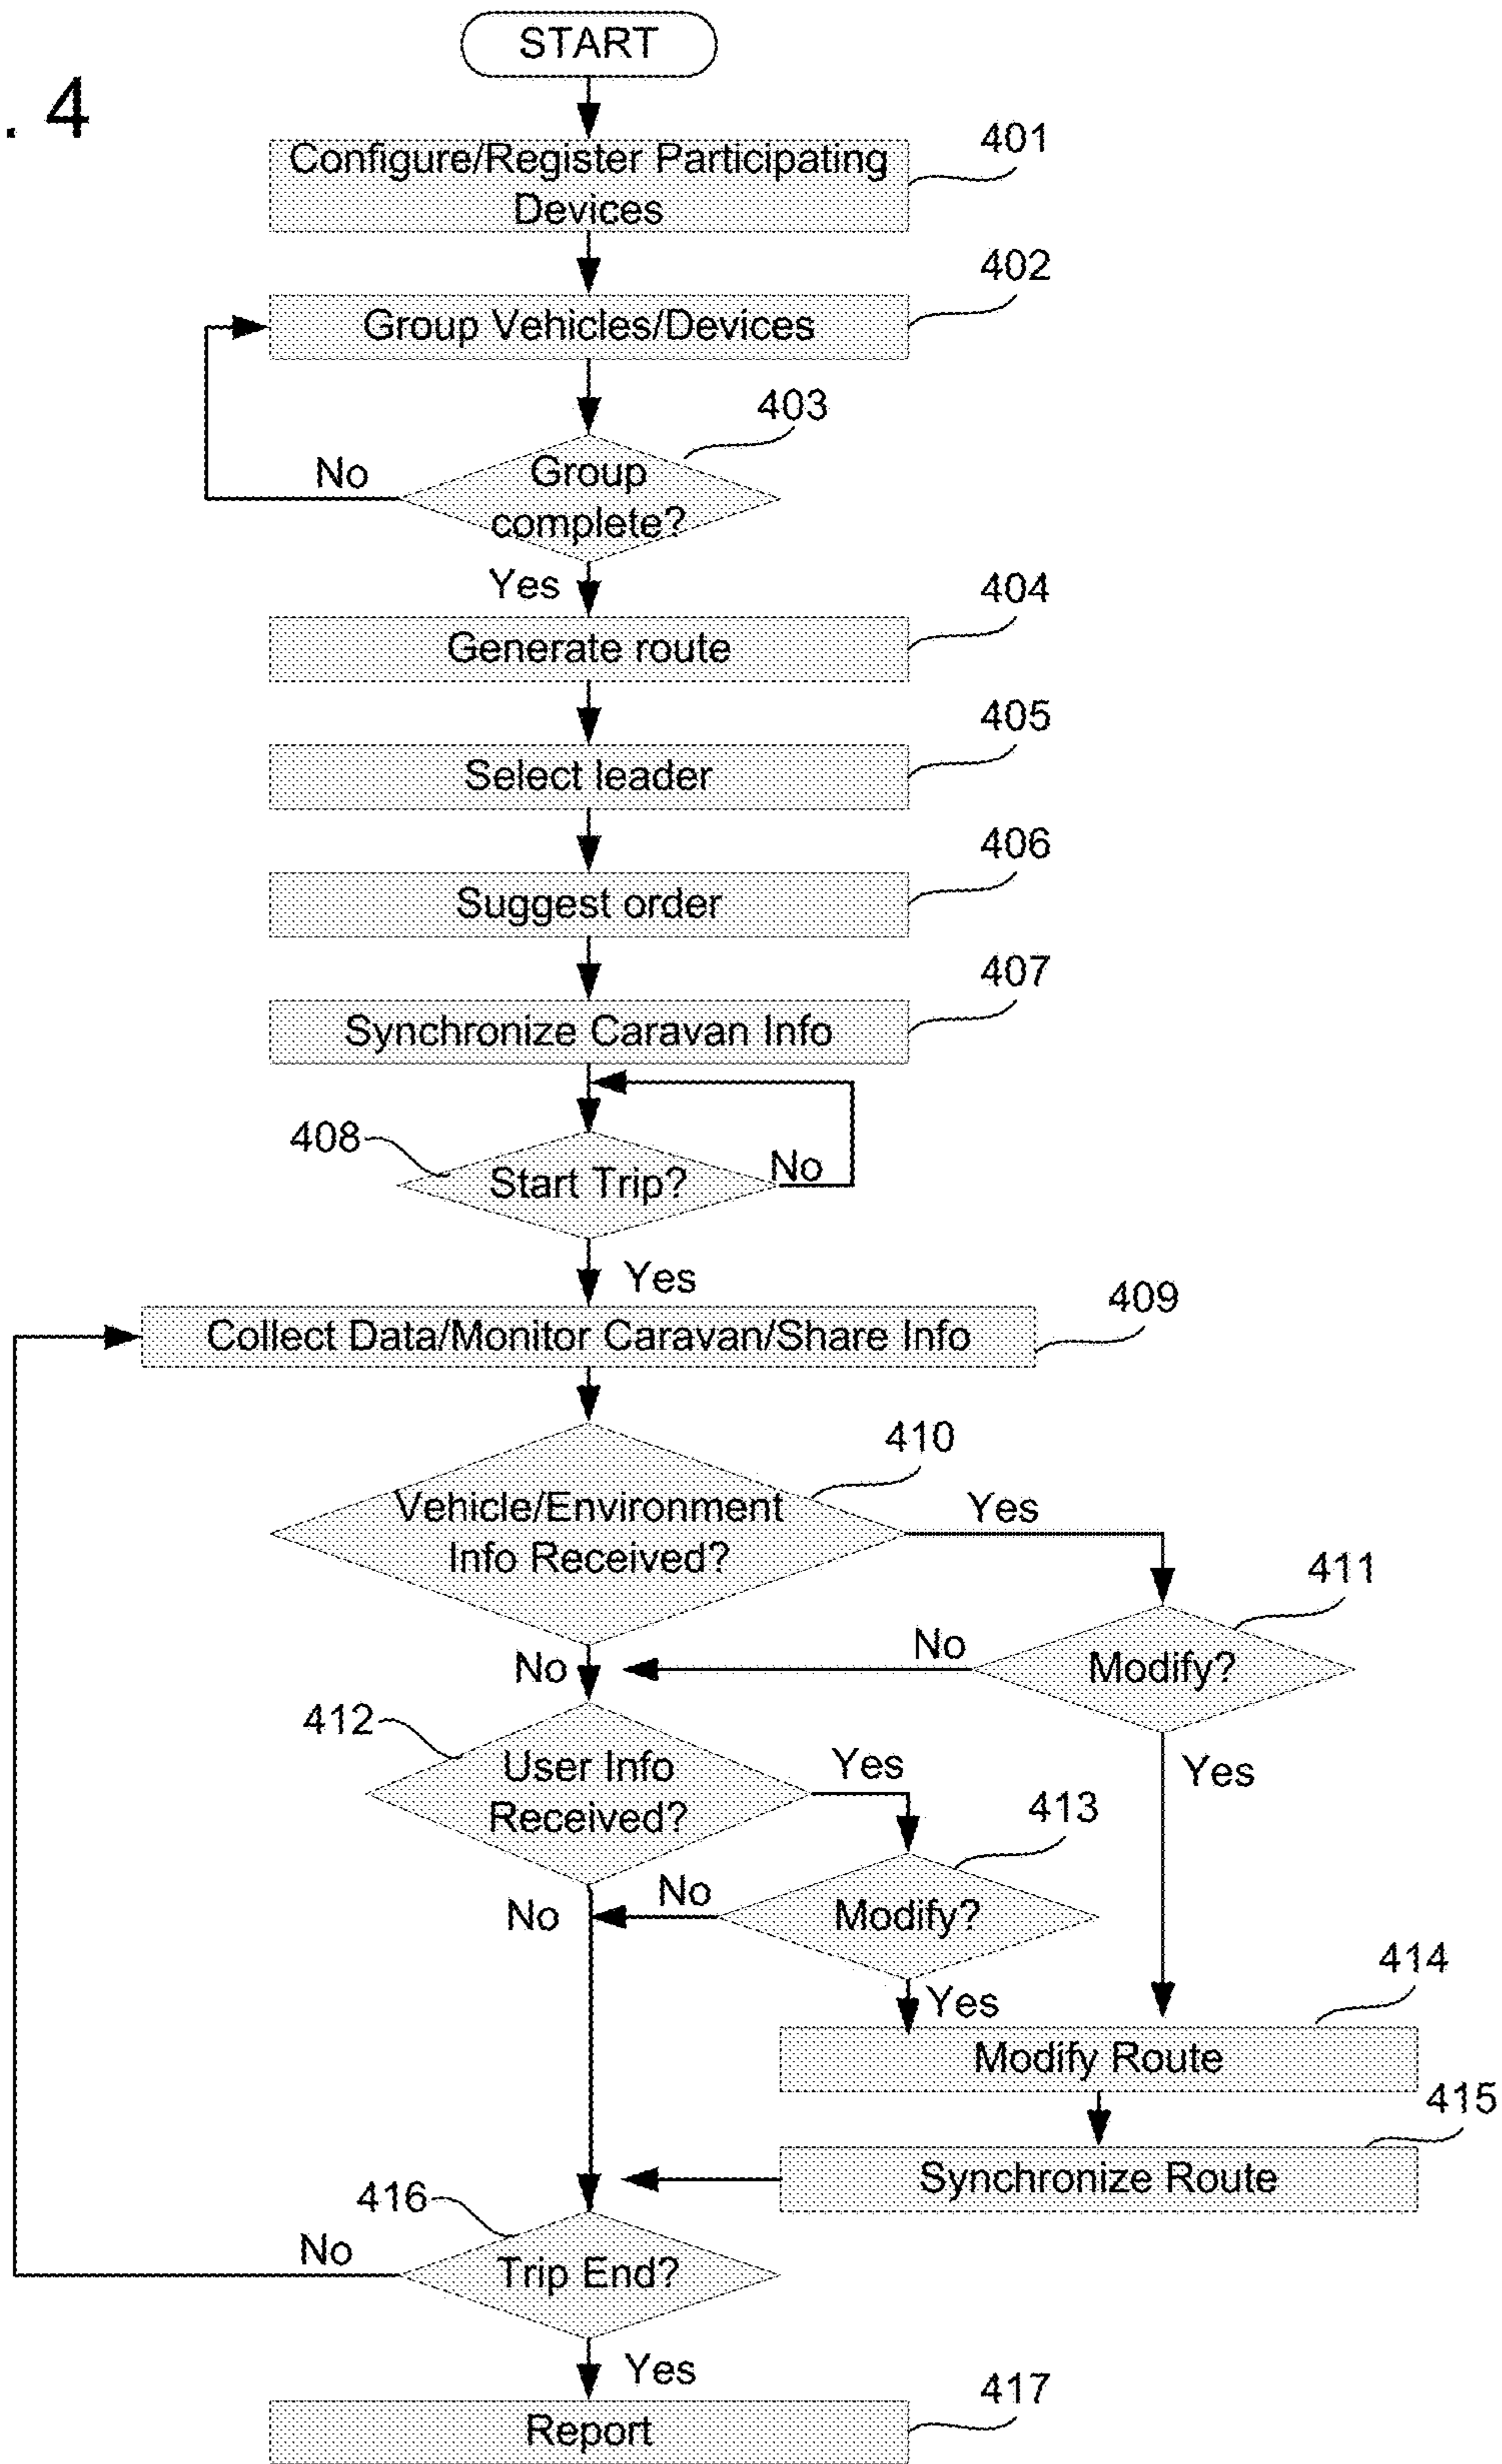 . 4
START
401
Configure/Register Participating
Devices
402
Group Vehicles/Devices
403
No
Group
complete?
Yes
404
Generate route
405
Select leader
406
Suggest order
407
Synchronize Caravan Info
408
Start Trip?
No
Yes
409
Collect Data/Monitor Caravan/Share Info
410
Vehicle/Environment
Info Received?
Yes
411
No
No
Modify?
412
User Info
Received?
Yes
Yes
413
No
No
Modify?
414
Yes
Modify Route
415
Synchronize Route
416
No
Trip End?
Yes
417
Report